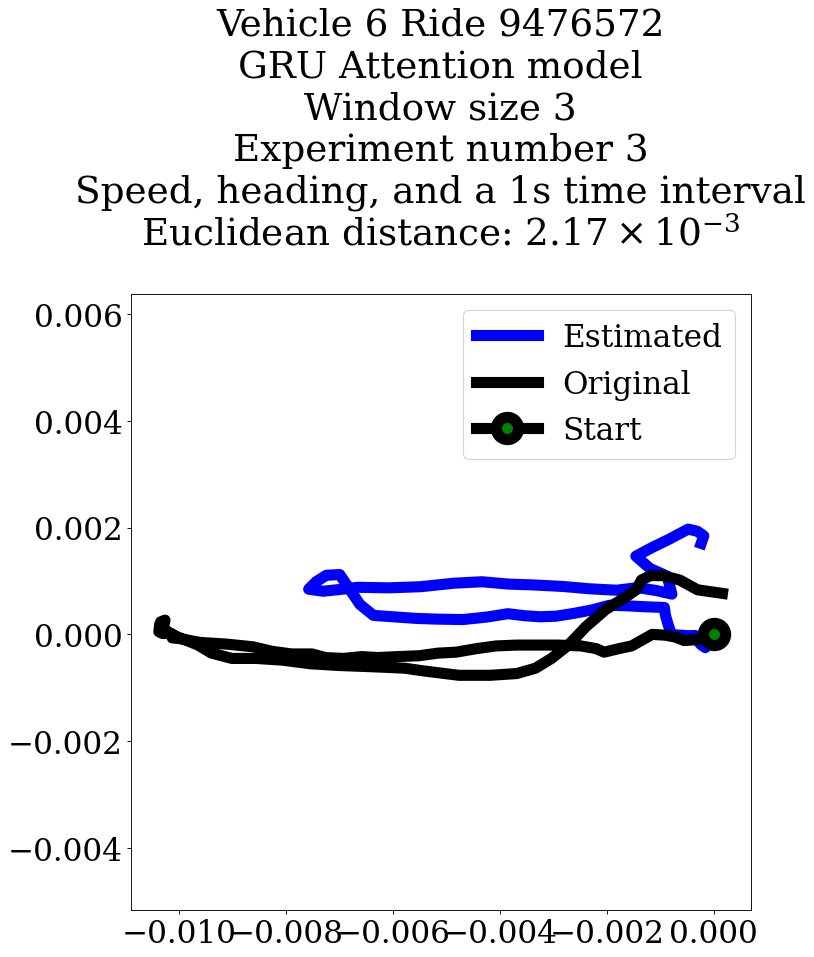 Vehicle 6 Ride 9476572
GRU Attention model
Window size 3
Experiment number 3
Speed, heading, and a 1s time interval
Euclidean distance: 2.17 × 10⁻³
Estimated
Original
Start
0.006
0.004
0.002
0.000
−0.002
−0.004
−0.010 −0.008 −0.006 −0.004 −0.002 0.000